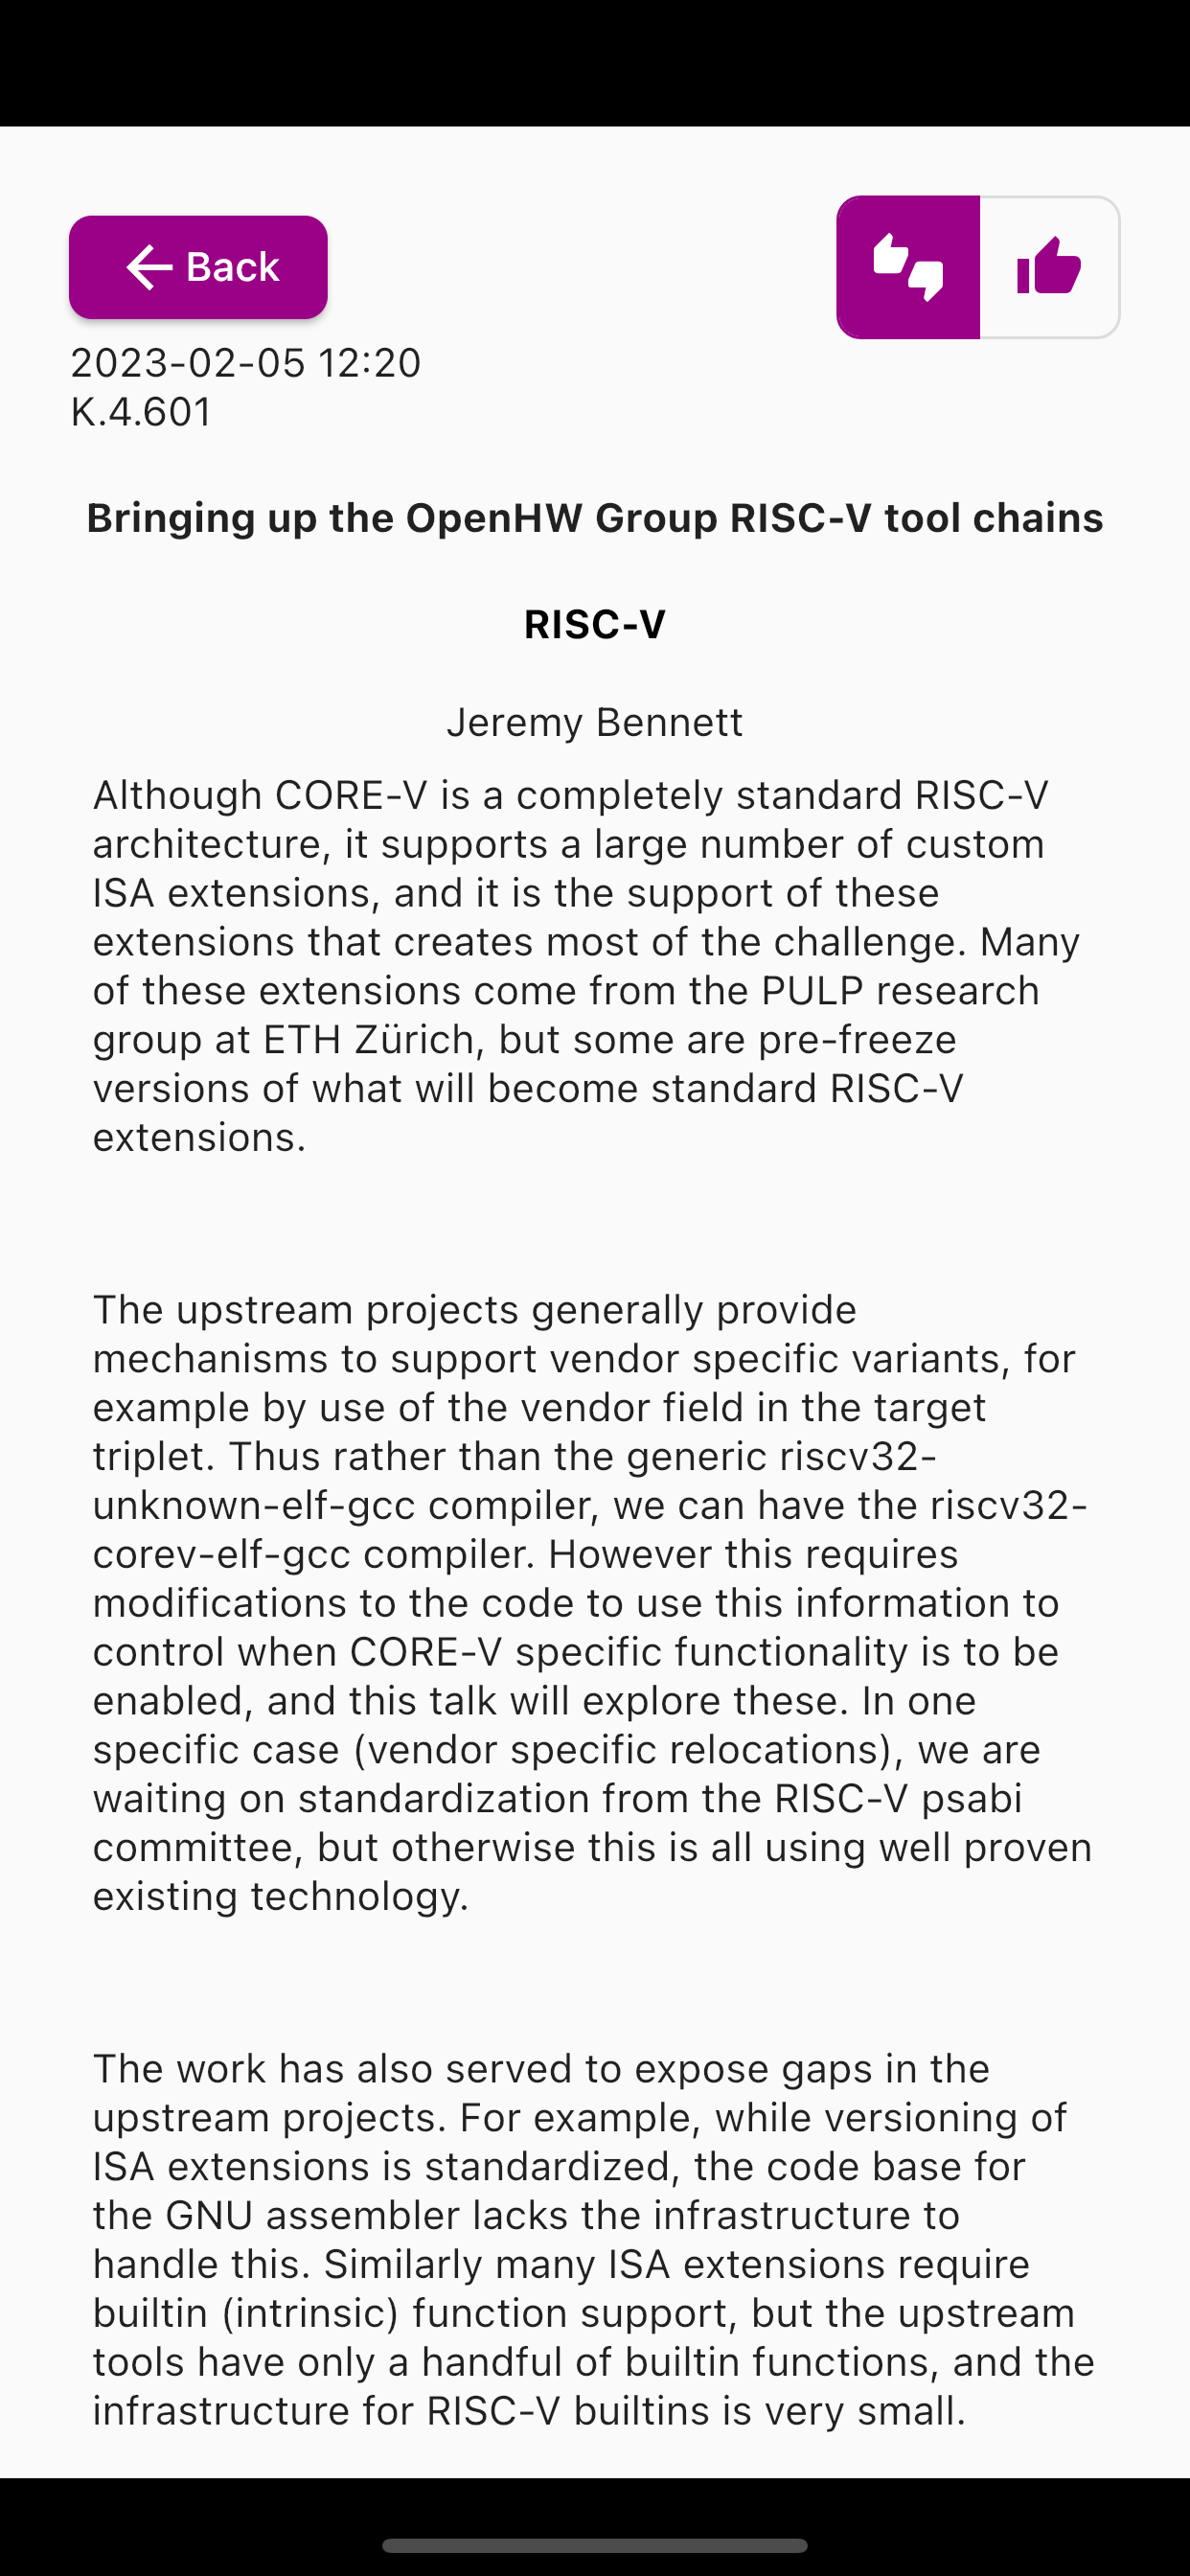 Back
2023-02-05 12:20
K.4.601
Bringing up the OpenHW Group RISC-V tool chains
RISC-V
Jeremy Bennett
Although CORE-V is a completely standard RISC-V
architecture, it supports a large number of custom
ISA extensions, and it is the support of these
extensions that creates most of the challenge. Many
of these extensions come from the PULP research
group at ETH Zürich, but some are pre-freeze
versions of what will become standard RISC-V
extensions.
The upstream projects generally provide
mechanisms to support vendor specific variants, for
example by use of the vendor field in the target
triplet. Thus rather than the generic riscv32-
unknown-elf-gcc compiler, we can have the riscv32-
corev-elf-gcc compiler. However this requires
modifications to the code to use this information to
control when CORE-V specific functionality is to be
enabled, and this talk will explore these. In one
specific case (vendor specific relocations), we are
waiting on standardization from the RISC-V psabi
committee, but otherwise this is all using well proven
existing technology.
The work has also served to expose gaps in the
upstream projects. For example, while versioning of
ISA extensions is standardized, the code base for
the GNU assembler lacks the infrastructure to
handle this. Similarly many ISA extensions require
builtin (intrinsic) function support, but the upstream
tools have only a handful of builtin functions, and the
infrastructure for RISC-V builtins is very small.